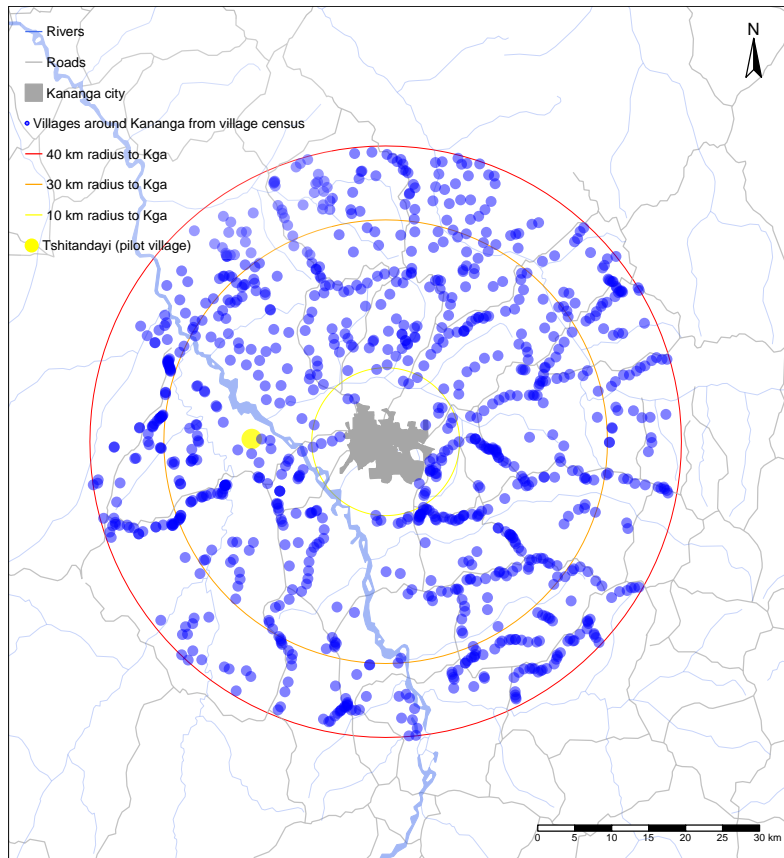 Rivers
Roads
Kananga city
Villages around Kananga from village census
40 km radius to Kga
30 km radius to Kga
10 km radius to Kga
Tshitandayi (pilot village)
N
0 5 10 15 20 25 30 km